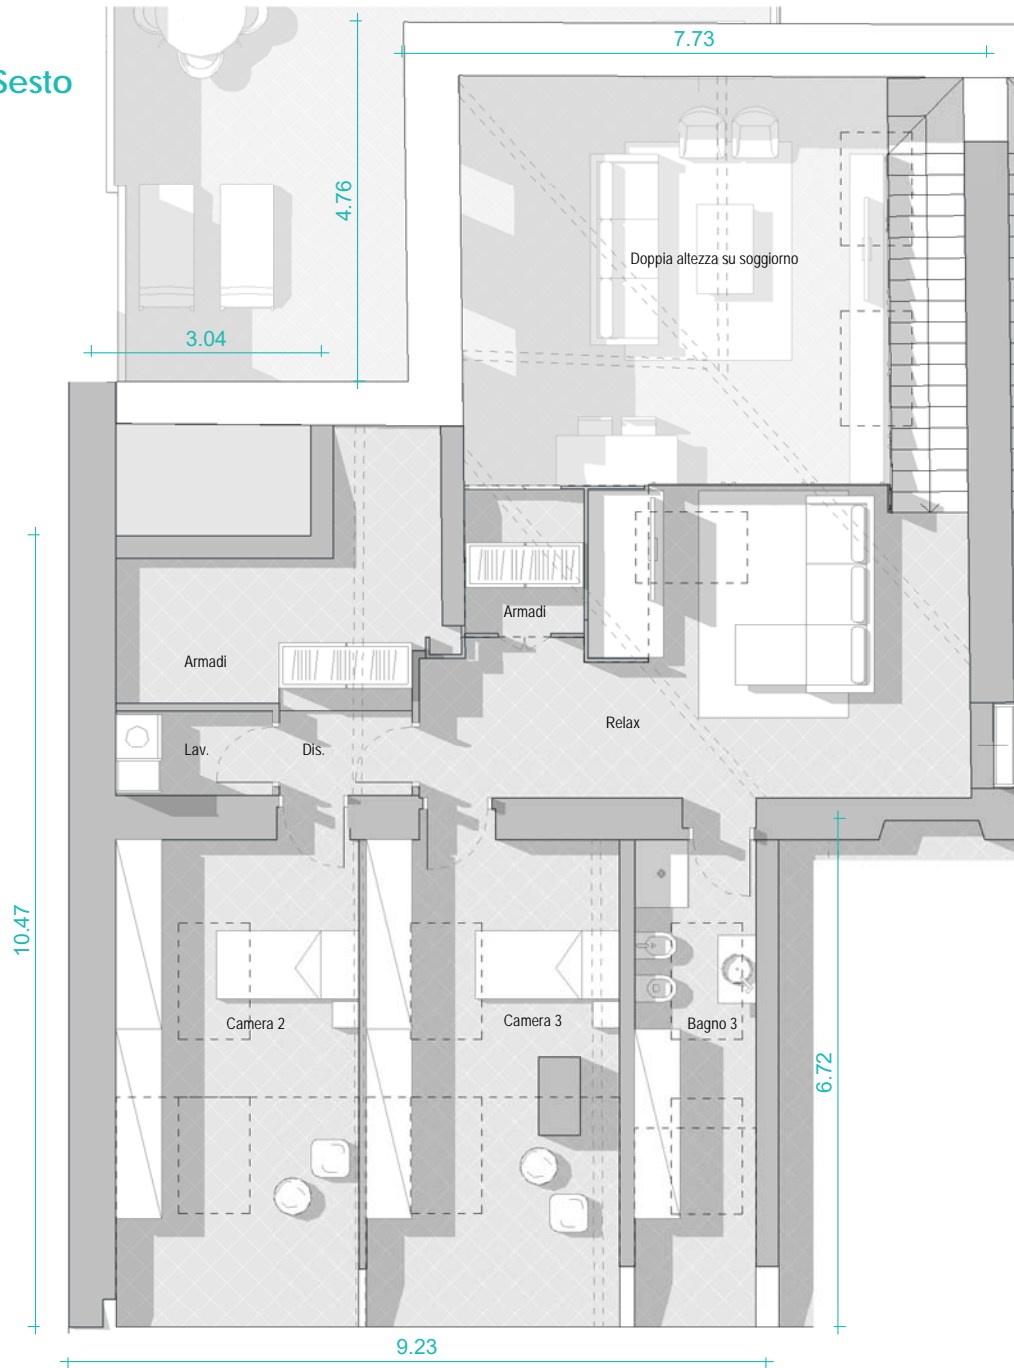 Sesto
7.73
4.76
3.04
Doppia altezza su soggiorno
Armadi
Armadi
Relax
Lav.
Dis.
10.47
Camera 2
Camera 3
Bagno 3
6.72
9.23